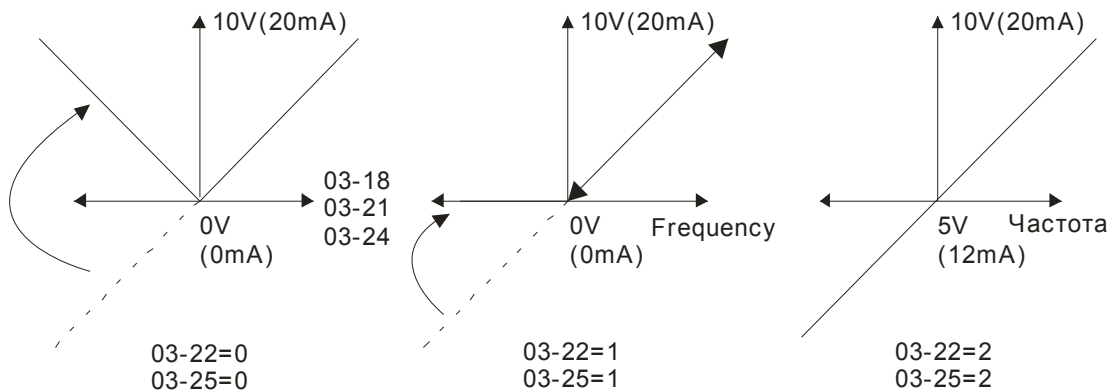 10V(20mA)
03-18
03-21
03-24
0V
(0mA)
03-22=0
03-25=0
10V(20mA)
0V
(0mA)
Frequency
03-22=1
03-25=1
10V(20mA)
5V
(12mA)
Частота
03-22=2
03-25=2